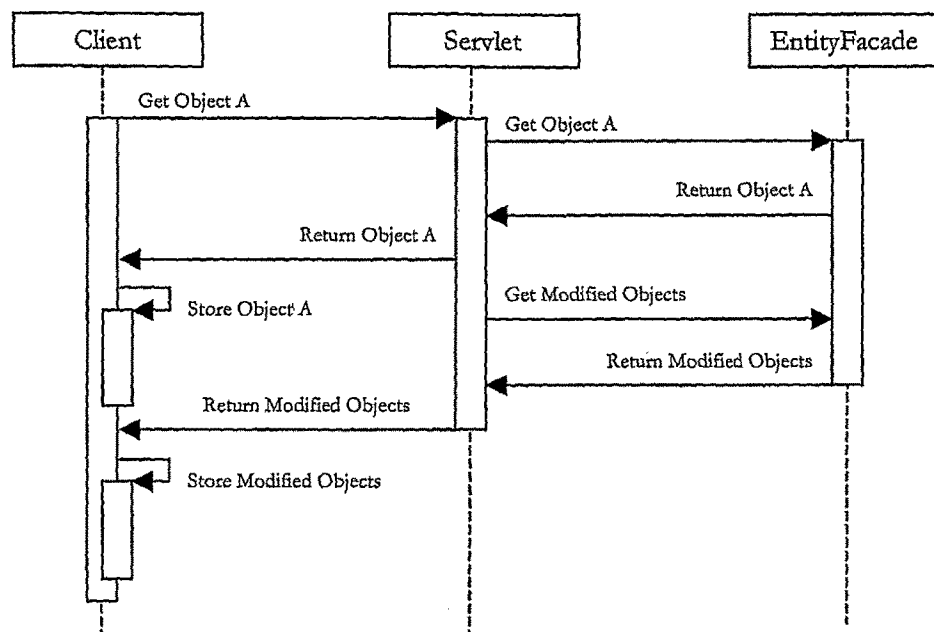 Client
Servlet
EntityFacade
Get Object A
Get Object A
Return Object A
Return Object A
Store Object A
Get Modified Objects
Return Modified Objects
Return Modified Objects
Store Modified Objects